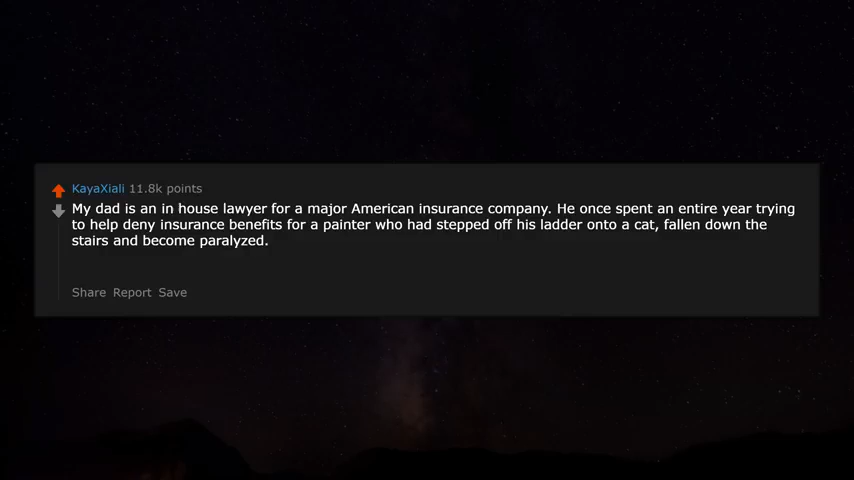 KayaXiali 11.8k points
My dad is an in house lawyer for a major American insurance company. He once spent an entire year trying
to help deny insurance benefits for a painter who had stepped off his ladder onto a cat, fallen down the
stairs and become paralyzed.
Share Report Save